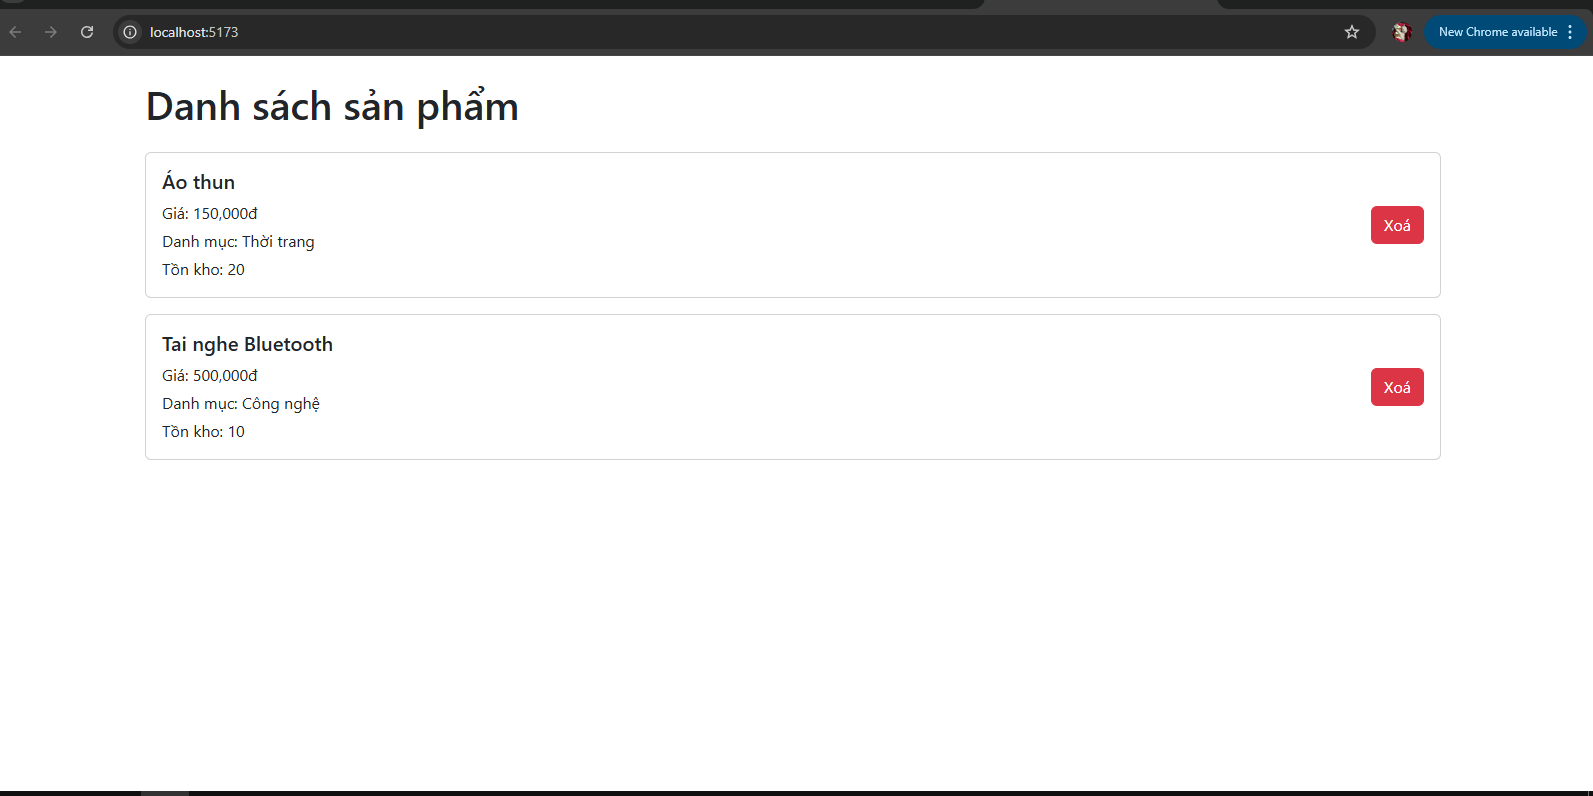 localhost:5173
New Chrome available
Danh sách sản phẩm
Áo thun
Giá: 150,000đ
Danh mục: Thời trang
Tồn kho: 20
Xoá
Tai nghe Bluetooth
Giá: 500,000đ
Danh mục: Công nghệ
Tồn kho: 10
Xoá